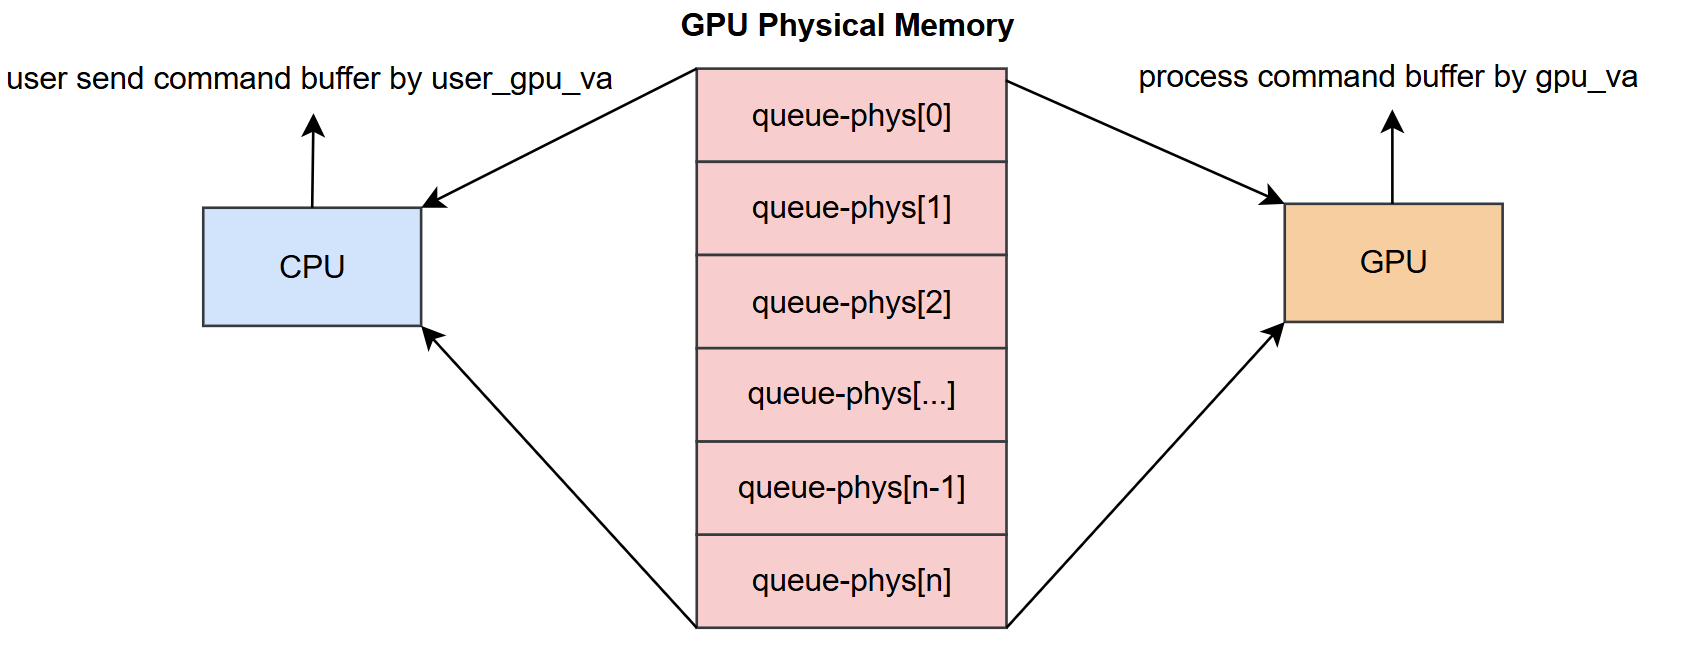 GPU Physical Memory
user send command buffer by user_gpu_va
process command buffer by gpu_va
queue-phys[0]
queue-phys[1]
queue-phys[2]
queue-phys[...]
queue-phys[n-1]
queue-phys[n]
CPU
GPU